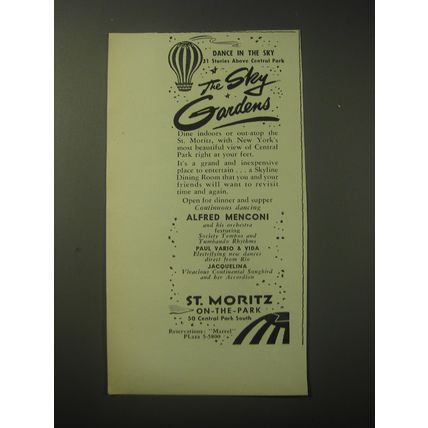 DANCE IN THE SKY
31 Stories Above Central Park
The Sky
Gardens
Dine indoors or out atop the
St. Moritz, with New York's
most beautiful view of Central
Park right at your feet.
It's a grand and inexpensive
place to entertain . . . a Skyline
Dining Room that you and your
friends will want to revisit
time and again.
Open for dinner and supper
Continuous dancing
ALFRED MENCONI
and his orchestra
featuring
Society Tempos and
Yumbando Rhythms
PAUL VARIO & VIDA
Electrifying new dances
direct from Rio
JACQUELINA
Vivacious Continental Songbird
and her Accordion
ST. MORITZ
ON-THE-PARK
50 Central Park South
Reservations: "Marcel"
PLaza 5-5800